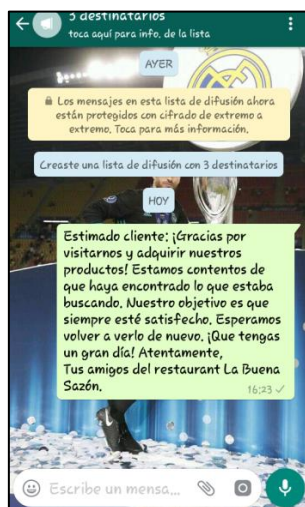 3 destinatarios
toca aquí para info. de la lista
AYER
Los mensajes en esta lista de difusión ahora
están protegidos con cifrado de extremo a
extremo. Toca para más información.
Creaste una lista de difusión con 3 destinatarios
HOY
Estimado cliente: ¡Gracias por
visitarnos y adquirir nuestros
productos! Estamos contentos de
que haya encontrado lo que estaba
buscando. Nuestro objetivo es que
siempre esté satisfecho. Esperamos
volver a verlo de nuevo. ¡Que tengas
un gran día! Atentamente,
Tus amigos del restaurant La Buena
Sazón.
16:23
Escribe un mensa...